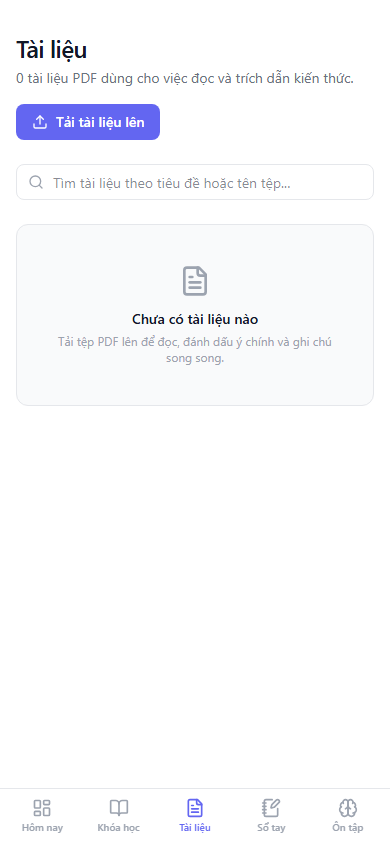 Tài liệu
0 tài liệu PDF dùng cho việc đọc và trích dẫn kiến thức.
Tải tài liệu lên
Tìm tài liệu theo tiêu đề hoặc tên tệp...
Chưa có tài liệu nào
Tải tệp PDF lên để đọc, đánh dấu ý chính và ghi chú
song song.
Hôm nay
Khóa học
Tài liệu
Sổ tay
Ôn tập